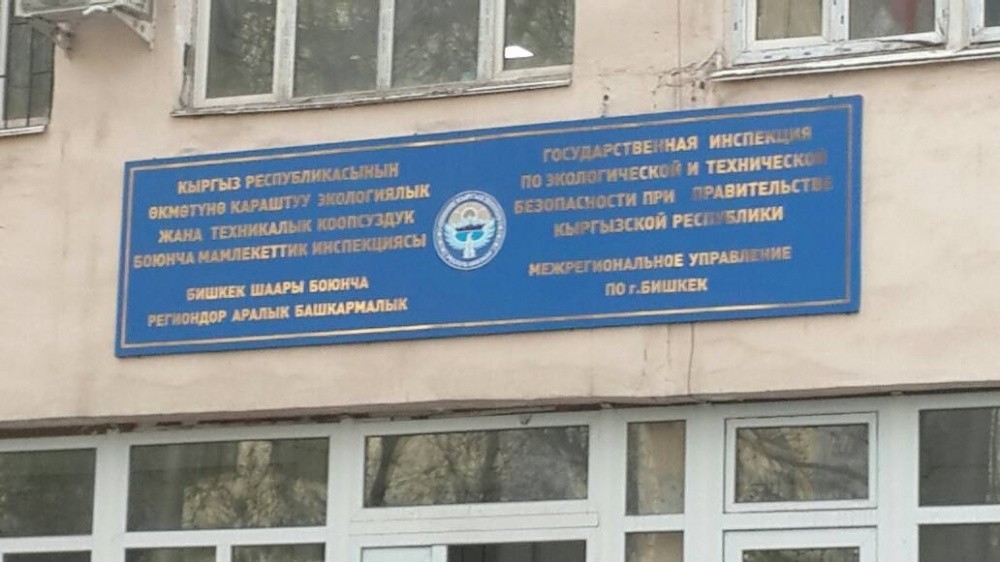 КЫРГЫЗ РЕСПУБЛИКАСЫНЫН
ӨКМӨТҮНӨ КАРАШТУУ ЭКОЛОГИЯЛЫК
ЖАНА ТЕХНИКАЛЫК КООПСУЗДУК
БОЮНЧА МАМЛЕКЕТТИК ИНСПЕКЦИЯСЫ
БИШКЕК ШААРЫ БОЮНЧА
РЕГИОНДОР АРАЛЫК БАШКАРМАЛЫК
ГОСУДАРСТВЕННАЯ ИНСПЕКЦИЯ
ПО ЭКОЛОГИЧЕСКОЙ И ТЕХНИЧЕСКОЙ
БЕЗОПАСНОСТИ ПРИ ПРАВИТЕЛЬСТВЕ
КЫРГЫЗСКОЙ РЕСПУБЛИКИ
МЕЖРЕГИОНАЛЬНОЕ УПРАВЛЕНИЕ
ПО г.БИШКЕК